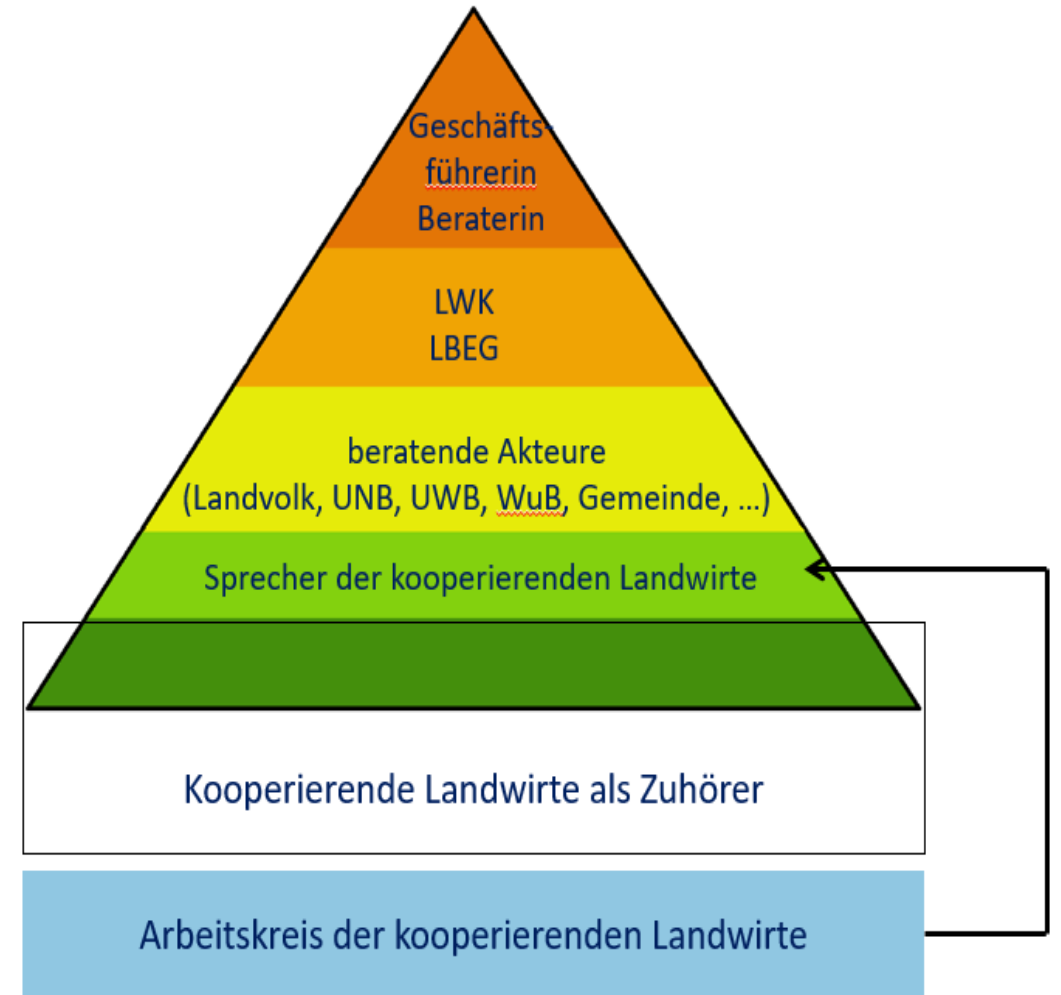 Geschäfts-
führerin
Beraterin
LWK
LBEG
beratende Akteure
(Landvolk, UNB, UWB, WuB, Gemeinde, ...)
Sprecher der kooperierenden Landwirte
Kooperierende Landwirte als Zuhörer
Arbeitskreis der kooperierenden Landwirte